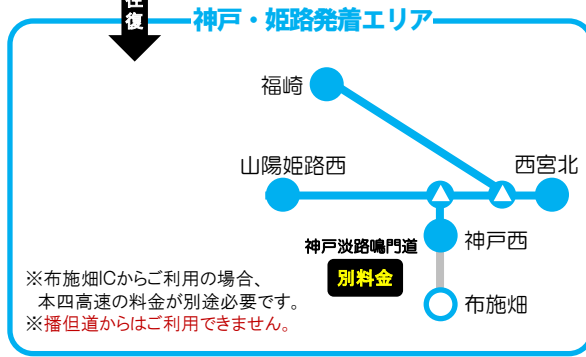 往復
神戸・姫路発着エリア
福崎
山陽姫路西
西宮北
神戸淡路鳴門道
神戸西
別料金
布施畑
※布施畑ICからご利用の場合、
本四高速の料金が別途必要です。
※播但道からはご利用できません。